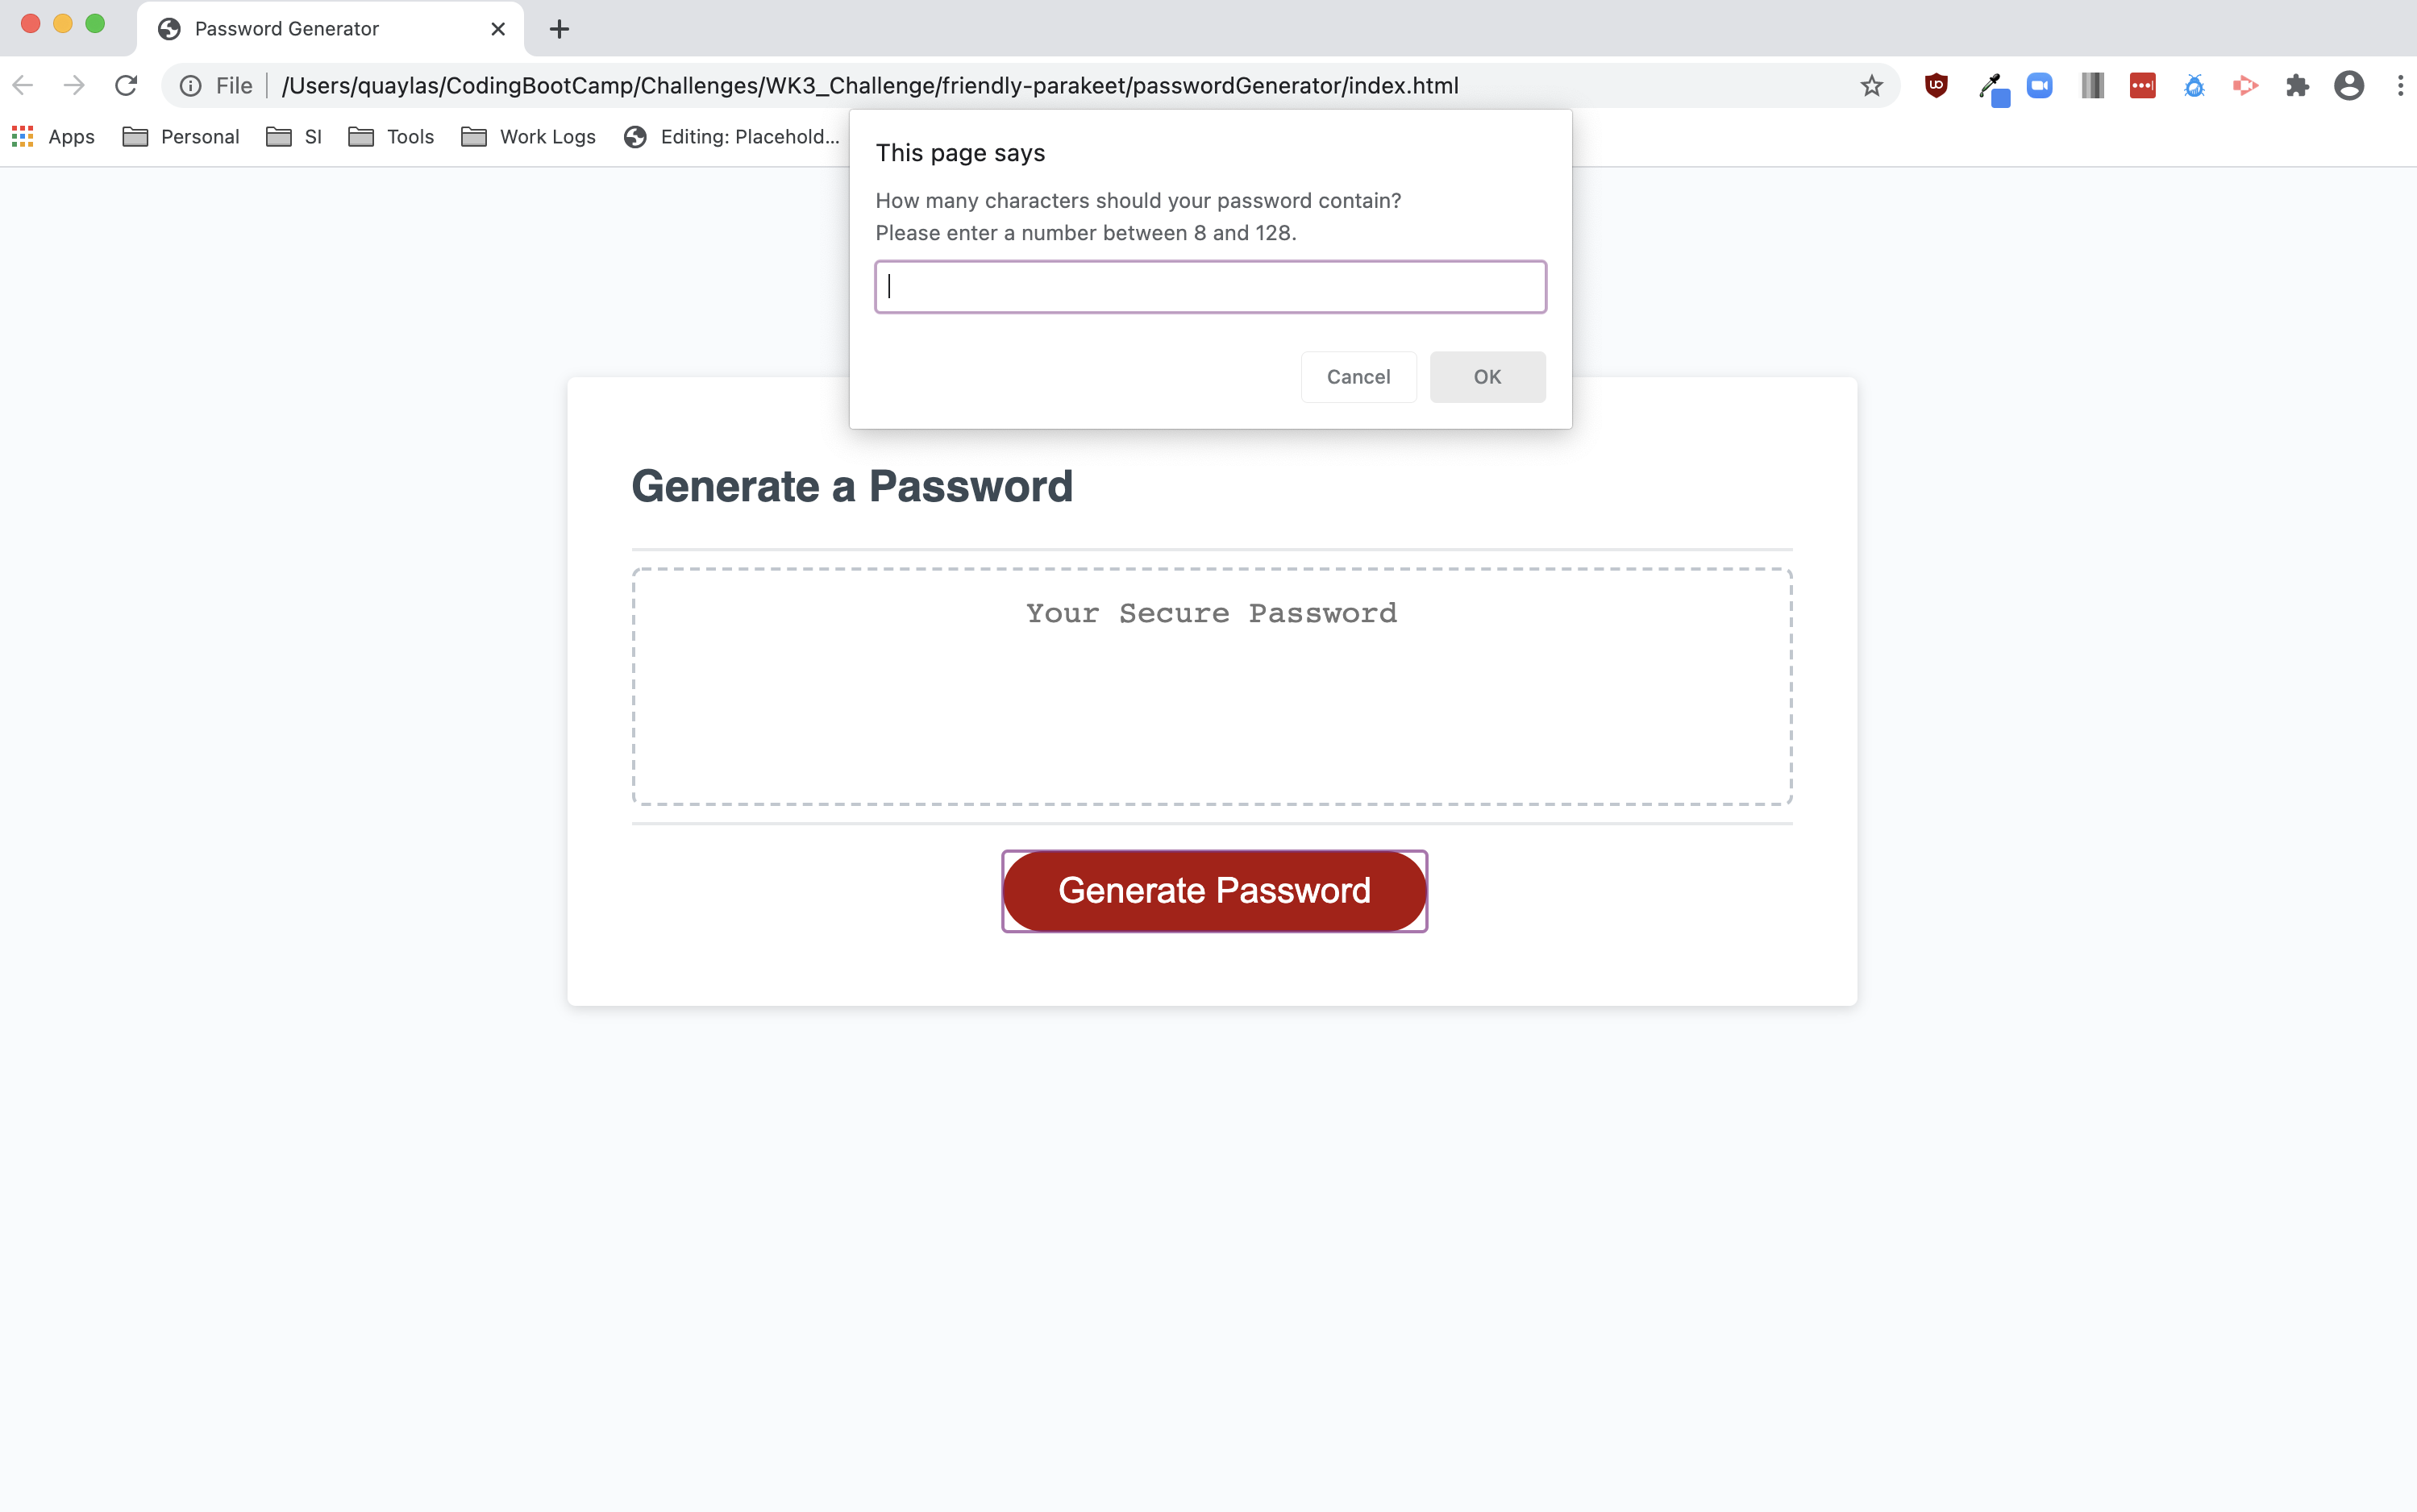 Password Generator
File /Users/quaylas/CodingBootCamp/Challenges/WK3_Challenge/friendly-parakeet/passwordGenerator/index.html
Apps Personal SI Tools Work Logs Editing: Placehold...
This page says
How many characters should your password contain?
Please enter a number between 8 and 128.
Cancel OK
Generate a Password
Your Secure Password
Generate Password